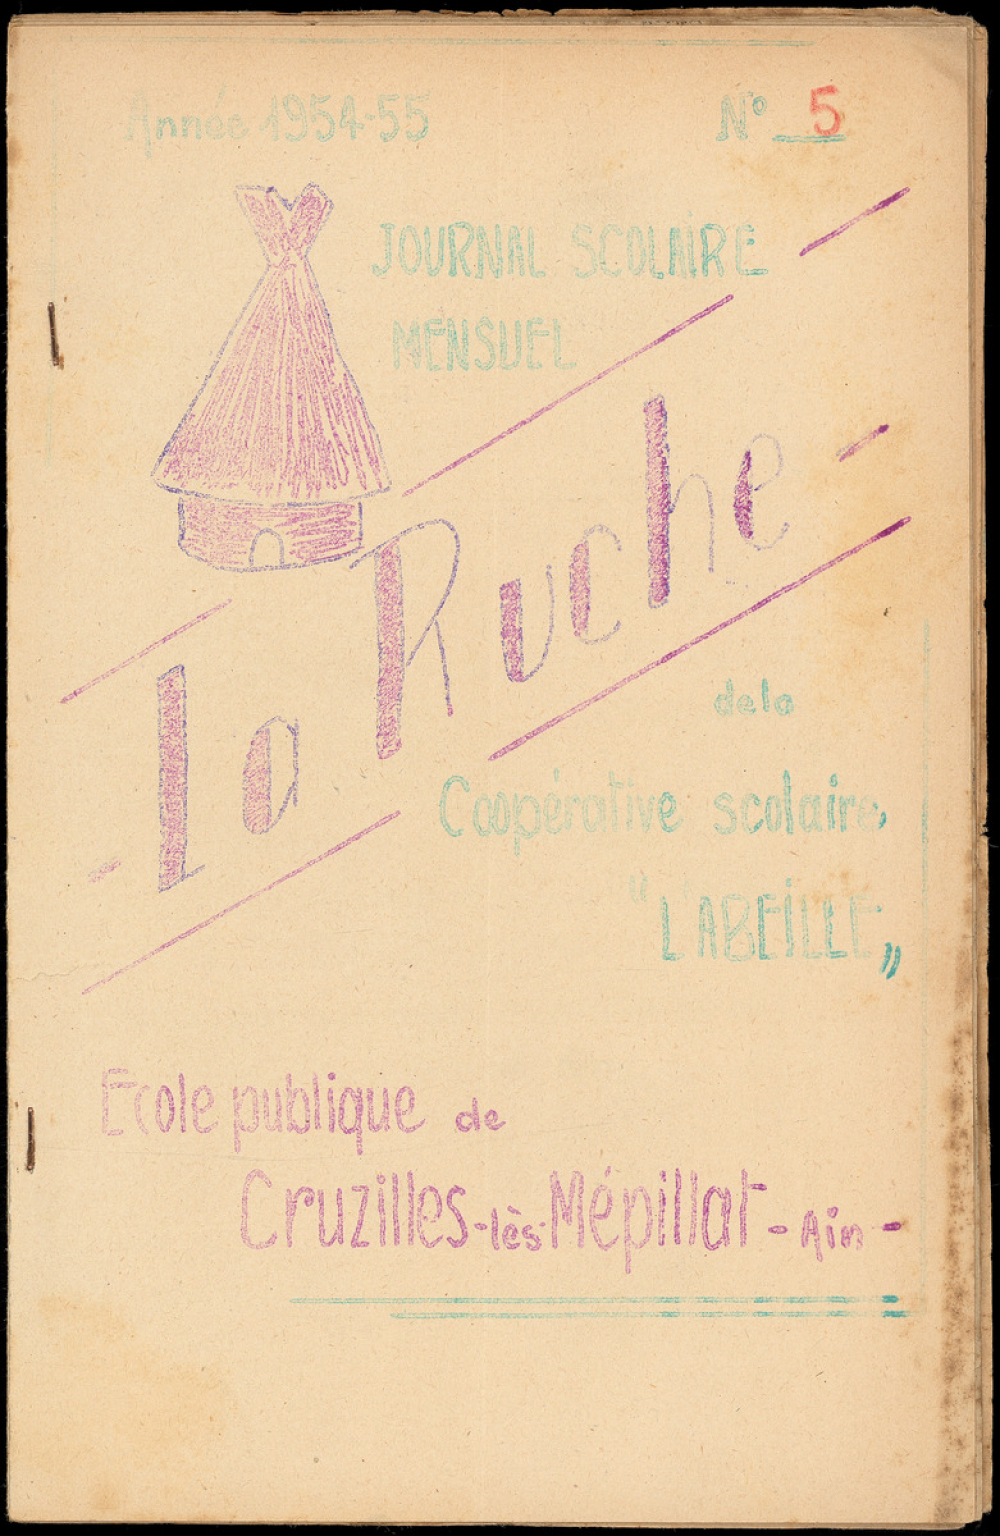 Année 1954-55 N° 5
JOURNAL SCOLAIRE
MENSUEL
- La Ruche -
de la
Coopérative scolaire,
"L'ABEILLE„
Ecole publique de
Cruzilles-lès-Mépillat - Ain -